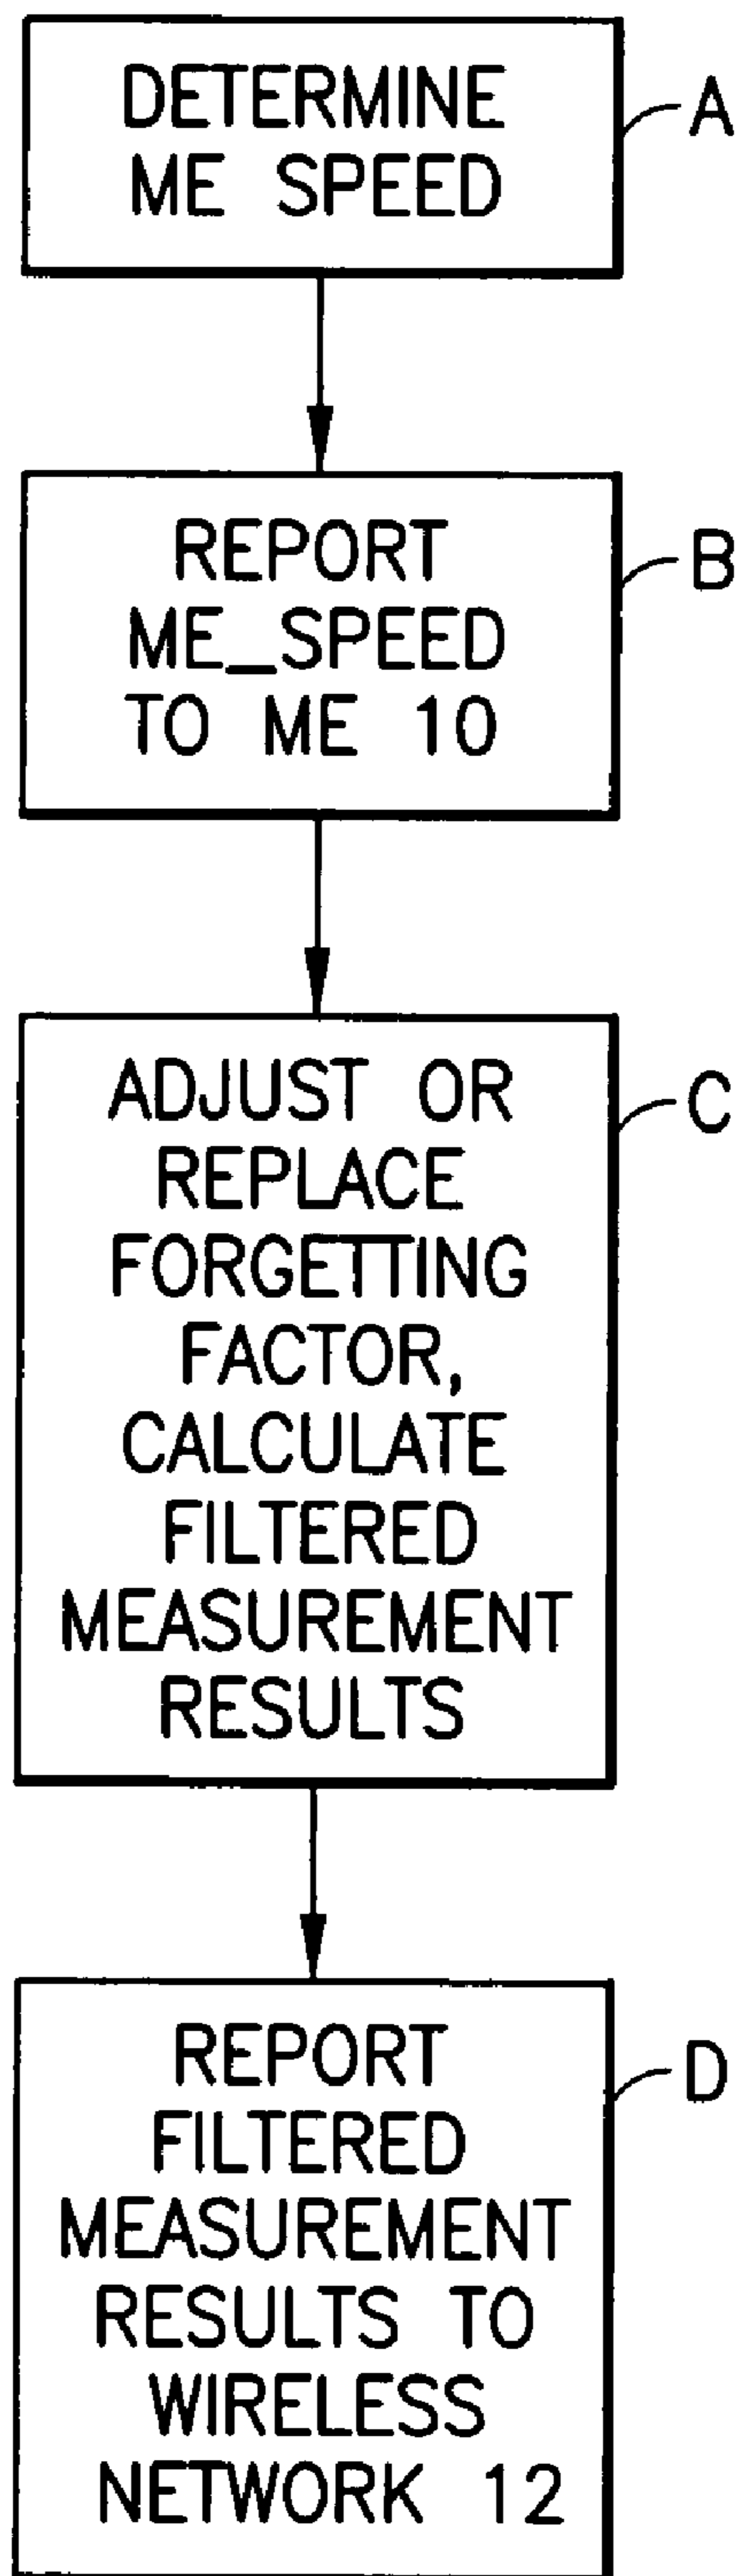 DETERMINE
ME SPEED
A
REPORT
ME_SPEED
TO ME 10
B
ADJUST OR
REPLACE
FORGETTING
FACTOR,
CALCULATE
FILTERED
MEASUREMENT
RESULTS
C
REPORT
FILTERED
MEASUREMENT
RESULTS TO
WIRELESS
NETWORK 12
D